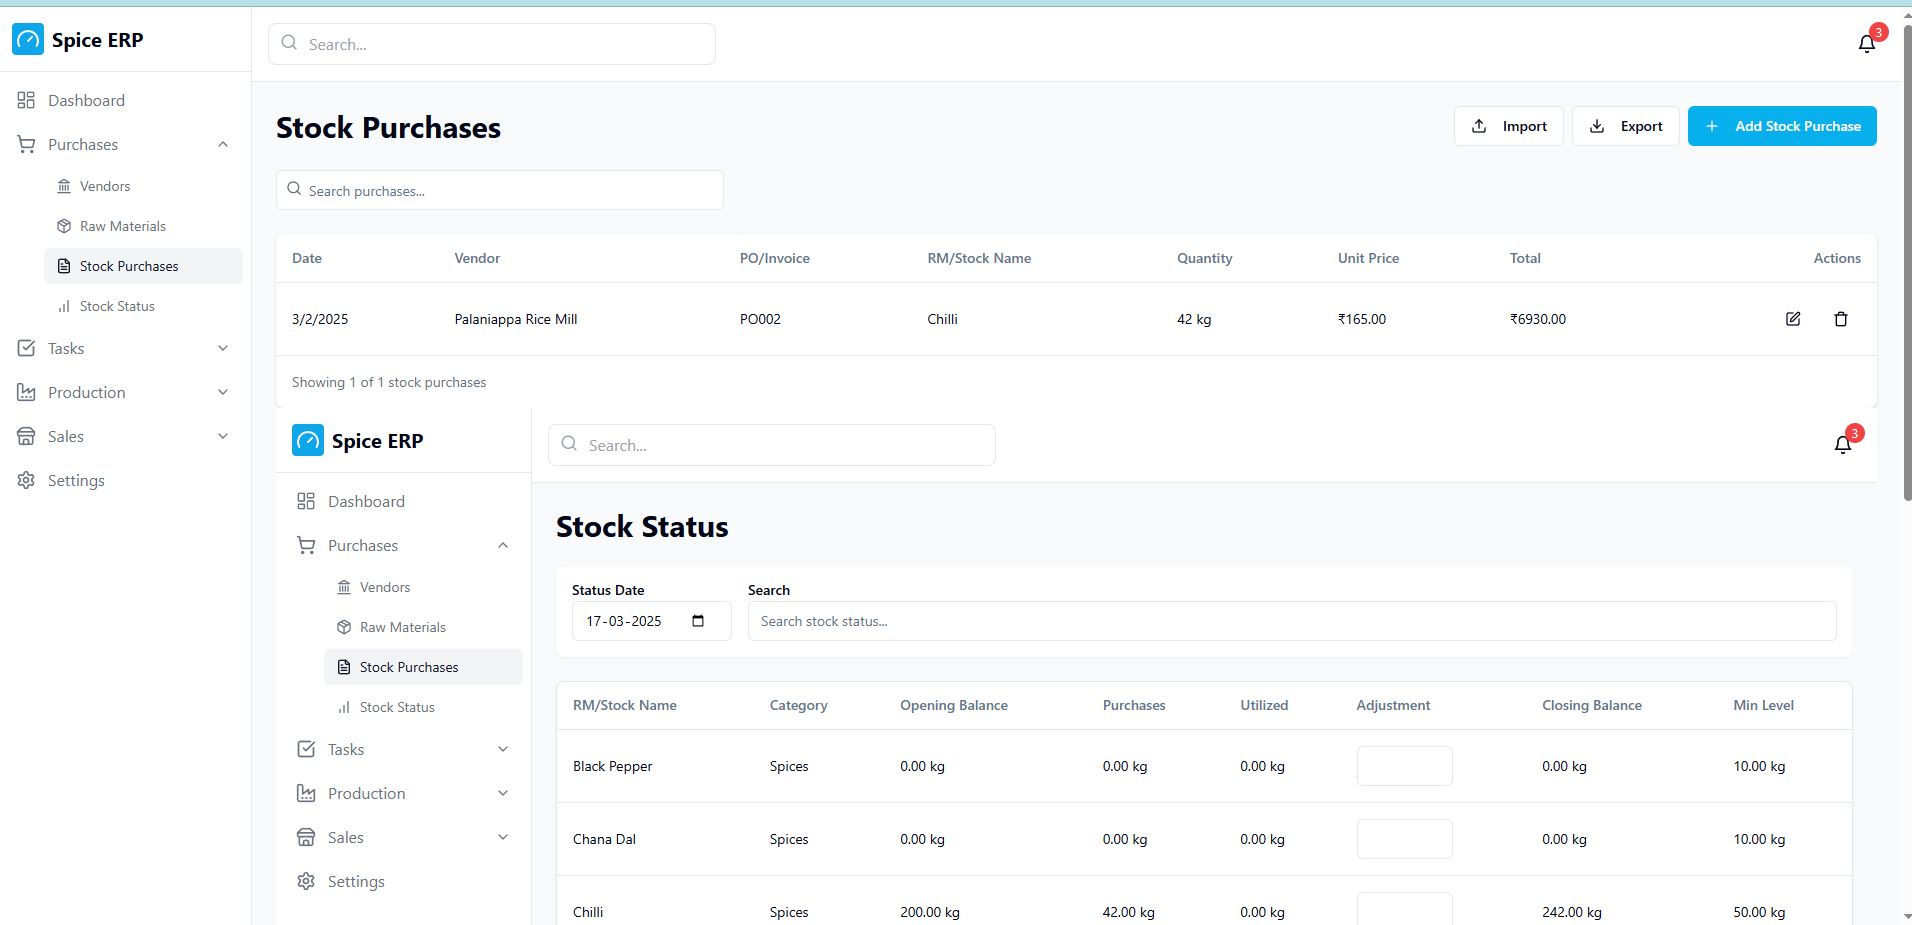 Spice ERP
Search...
3
Dashboard
Purchases
Vendors
Raw Materials
Stock Purchases
Stock Status
Tasks
Production
Sales
Settings
Stock Purchases
Import
Export
+ Add Stock Purchase
Search purchases...
Date Vendor PO/Invoice RM/Stock Name Quantity Unit Price Total Actions
3/2/2025 Palaniappa Rice Mill PO002 Chilli 42 kg ₹165.00 ₹6930.00
Showing 1 of 1 stock purchases
Spice ERP
Search...
3
Dashboard
Purchases
Vendors
Raw Materials
Stock Purchases
Stock Status
Tasks
Production
Sales
Settings
Stock Status
Status Date Search
17-03-2025 Search stock status...
RM/Stock Name Category Opening Balance Purchases Utilized Adjustment Closing Balance Min Level
Black Pepper Spices 0.00 kg 0.00 kg 0.00 kg 0.00 kg 10.00 kg
Chana Dal Spices 0.00 kg 0.00 kg 0.00 kg 0.00 kg 10.00 kg
Chilli Spices 200.00 kg 42.00 kg 0.00 kg 242.00 kg 50.00 kg